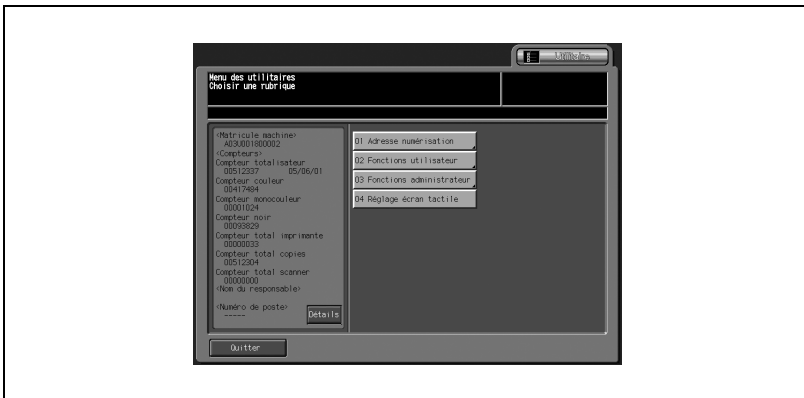 Utilitaire
Menu des utilitaires
Choisir une rubrique
<Matricule machine>
A03U001800002
<Compteurs>
Compteur totalisateur
00512337 05/06/01
Compteur couleur
00417484
Compteur monocouleur
00001024
Compteur noir
00093829
Compteur total imprimante
00000033
Compteur total copies
00512304
Compteur total scanner
00000000
<Nom du responsable>
<Numéro de poste>
-----
Détails
01 Adresse numérisation
02 Fonctions utilisateur
03 Fonctions administrateur
04 Réglage écran tactile
Quitter